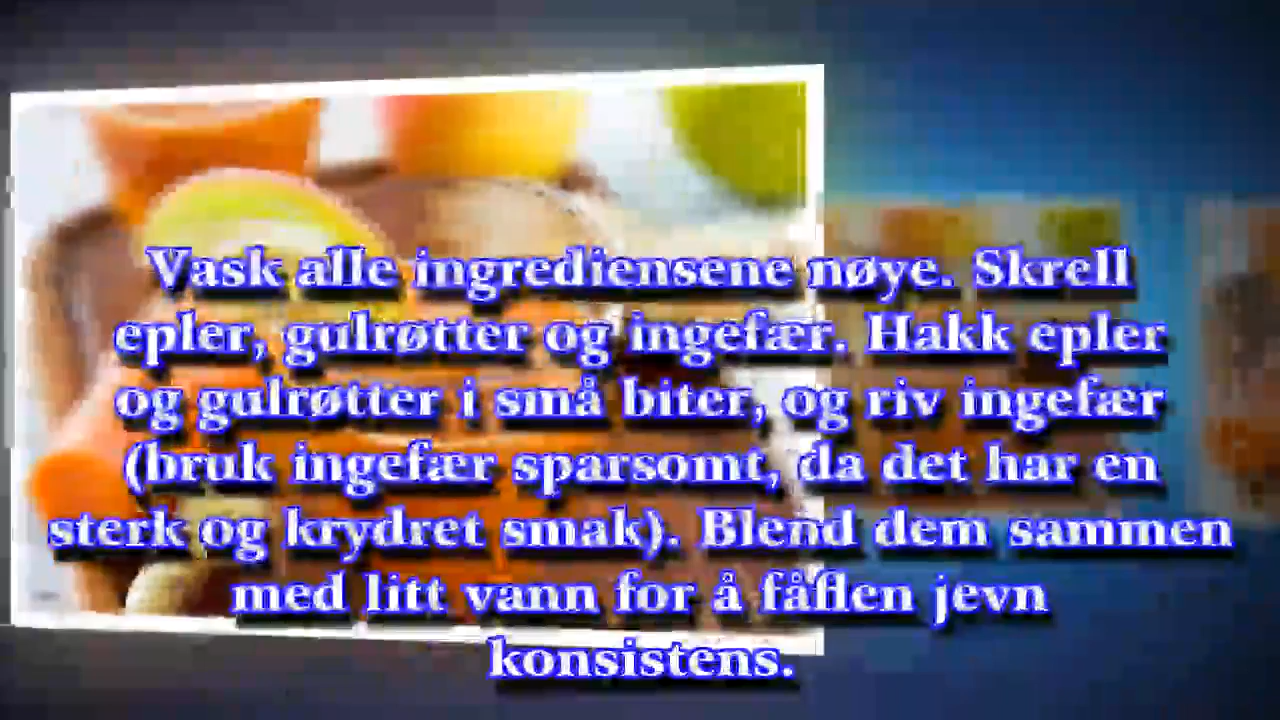 Vask alle ingrediensene nøye. Skrell
epler, gulrøtter og ingefær. Hakk epler
og gulrøtter i små biter, og riv ingefær
(bruk ingefær sparsomt, da det har en
sterk og krydret smak). Blend dem sammen
med litt vann for å få en jevn
konsistens.